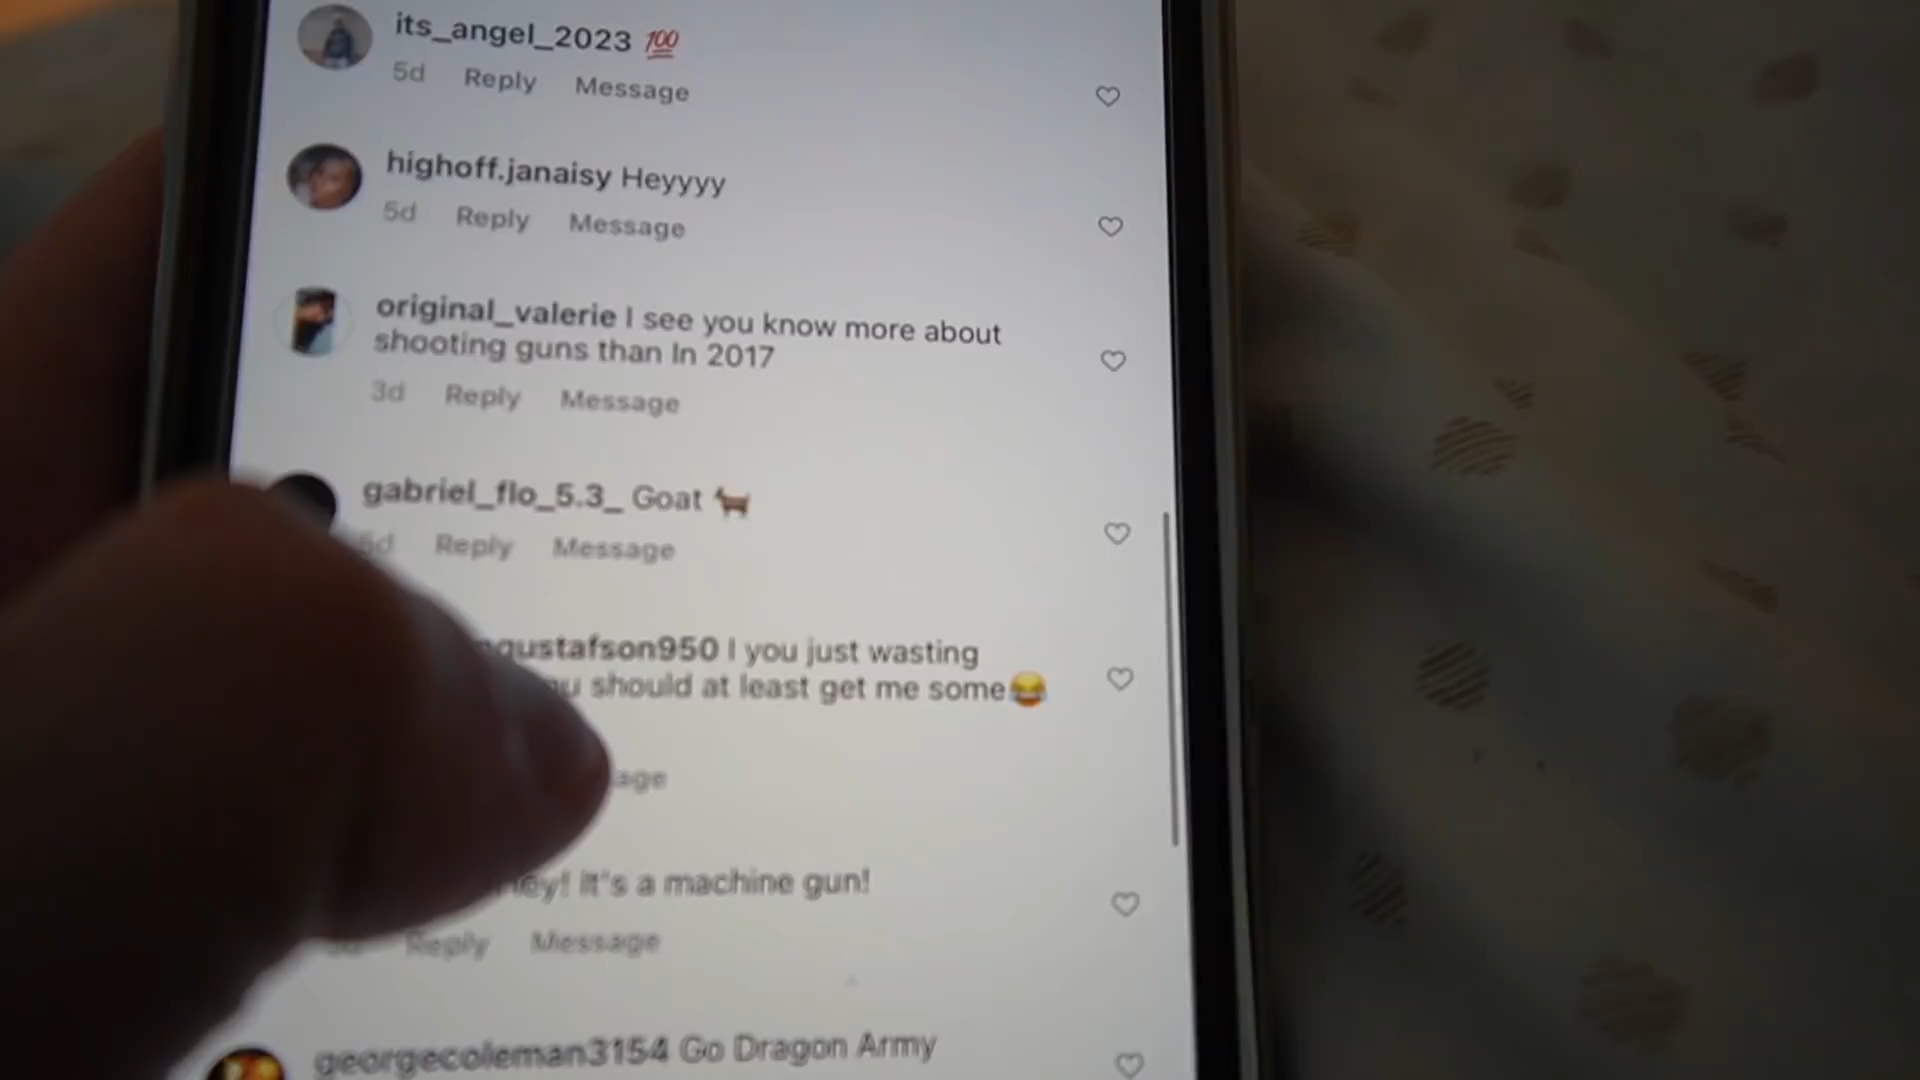 its_angel_2023 💯
5d Reply Message
highoff.janaisy Heyyyy
5d Reply Message
original_valerie I see you know more about
shooting guns than In 2017
3d Reply Message
gabriel_flo_5.3_ Goat 🐐
5d Reply Message
gustafson950 I you just wasting
should at least get me some😂
It's a machine gun!
Reply Message
georgecoleman3154 Go Dragon Army